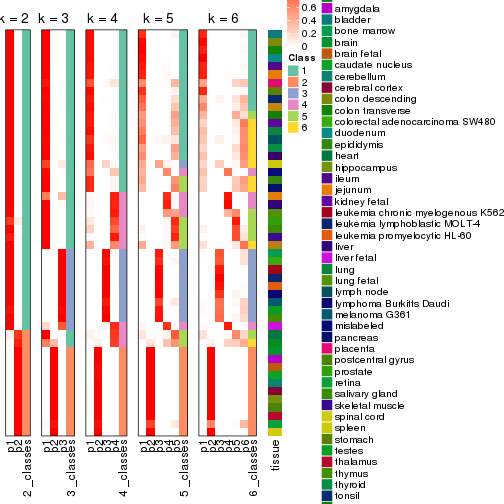 k = 2
k = 3
k = 4
k = 5
k = 6
0.6
0.4
0.2
0
Class
1
2
3
4
5
6
p1
p2
2_classes
p1
p2
p3
3_classes
p1
p2
p3
p4
4_classes
p1
p2
p3
p4
p5
5_classes
p1
p2
p3
p4
p5
p6
6_classes
tissue
amygdala
bladder
bone marrow
brain
brain fetal
caudate nucleus
cerebellum
cerebral cortex
colon descending
colon transverse
colorectal adenocarcinoma SW480
duodenum
epididymis
heart
hippocampus
ileum
jejunum
kidney fetal
leukemia chronic myelogenous K562
leukemia lymphoblastic MOLT-4
leukemia promyelocytic HL-60
liver
liver fetal
lung
lung fetal
lymph node
lymphoma Burkitts Daudi
melanoma G361
mislabeled
pancreas
placenta
postcentral gyrus
prostate
retina
salivary gland
skeletal muscle
spinal cord
spleen
stomach
testes
thalamus
thymus
thyroid
tonsil